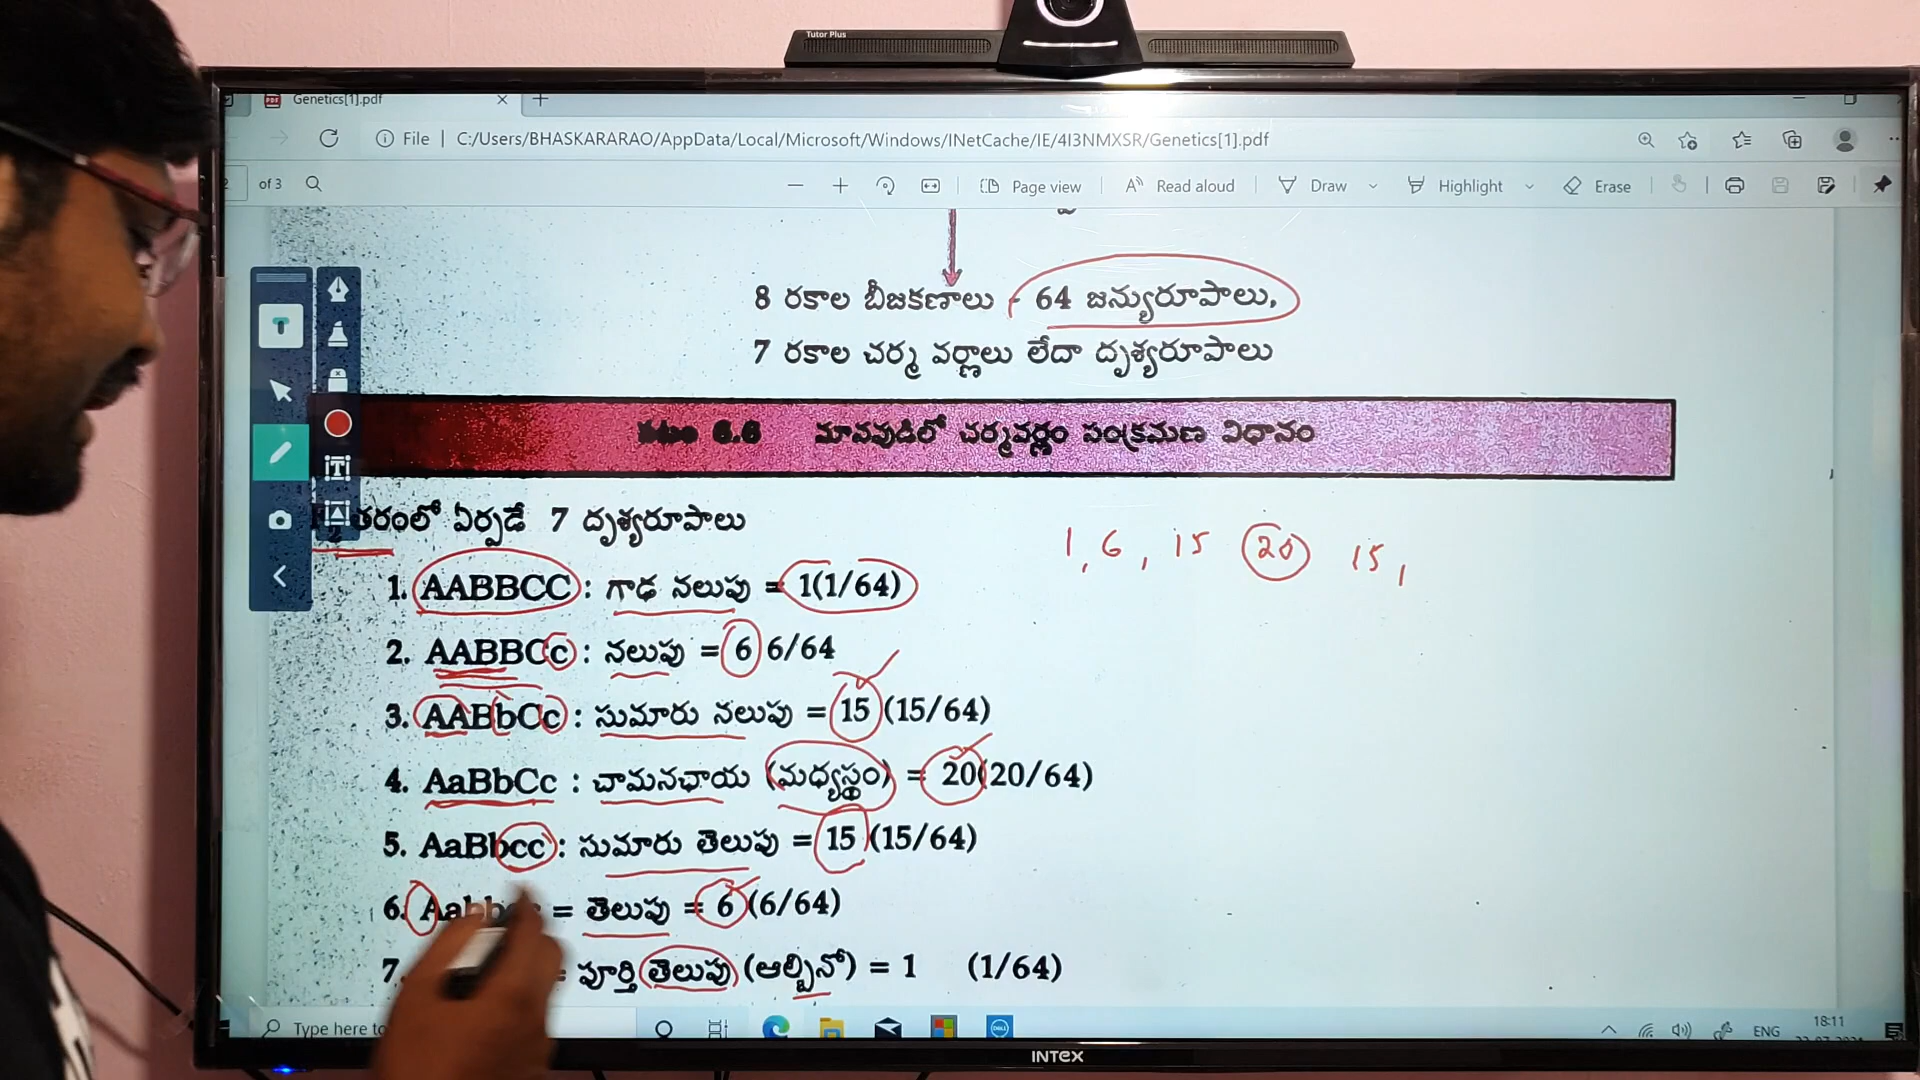 Tutor Plus
Genetics[1].pdf
File | C:/Users/BHASKARARAO/AppData/Local/Microsoft/Windows/INetCache/IE/4I3NMXSR/Genetics[1].pdf
2 of 3 Page view Read aloud Draw Highlight Erase
8 రకాల బీజకణాలు - 64 జన్యురూపాలు,
7 రకాల చర్మ వర్ణాలు లేదా దృశ్యరూపాలు
6.6 మానవుడిలో చర్మవర్ణం సంక్రమణ విధానం
తరంలో ఏర్పడే 7 దృశ్యరూపాలు
1, 6, 15 20 15,
1. AABBCC : గాఢ నలుపు = 1(1/64)
2. AABBCc : నలుపు = 6 6/64
3. AABbCc : సుమారు నలుపు = 15 (15/64)
4. AaBbCc : చామనఛాయ (మధ్యస్థం) = 20(20/64)
5. AaBbcc : సుమారు తెలుపు = 15 (15/64)
6. = తెలుపు = 6 (6/64)
7. = పూర్తి తెలుపు (ఆల్బినో) = 1 (1/64)
Type here to
ENG
18:11
INTEX